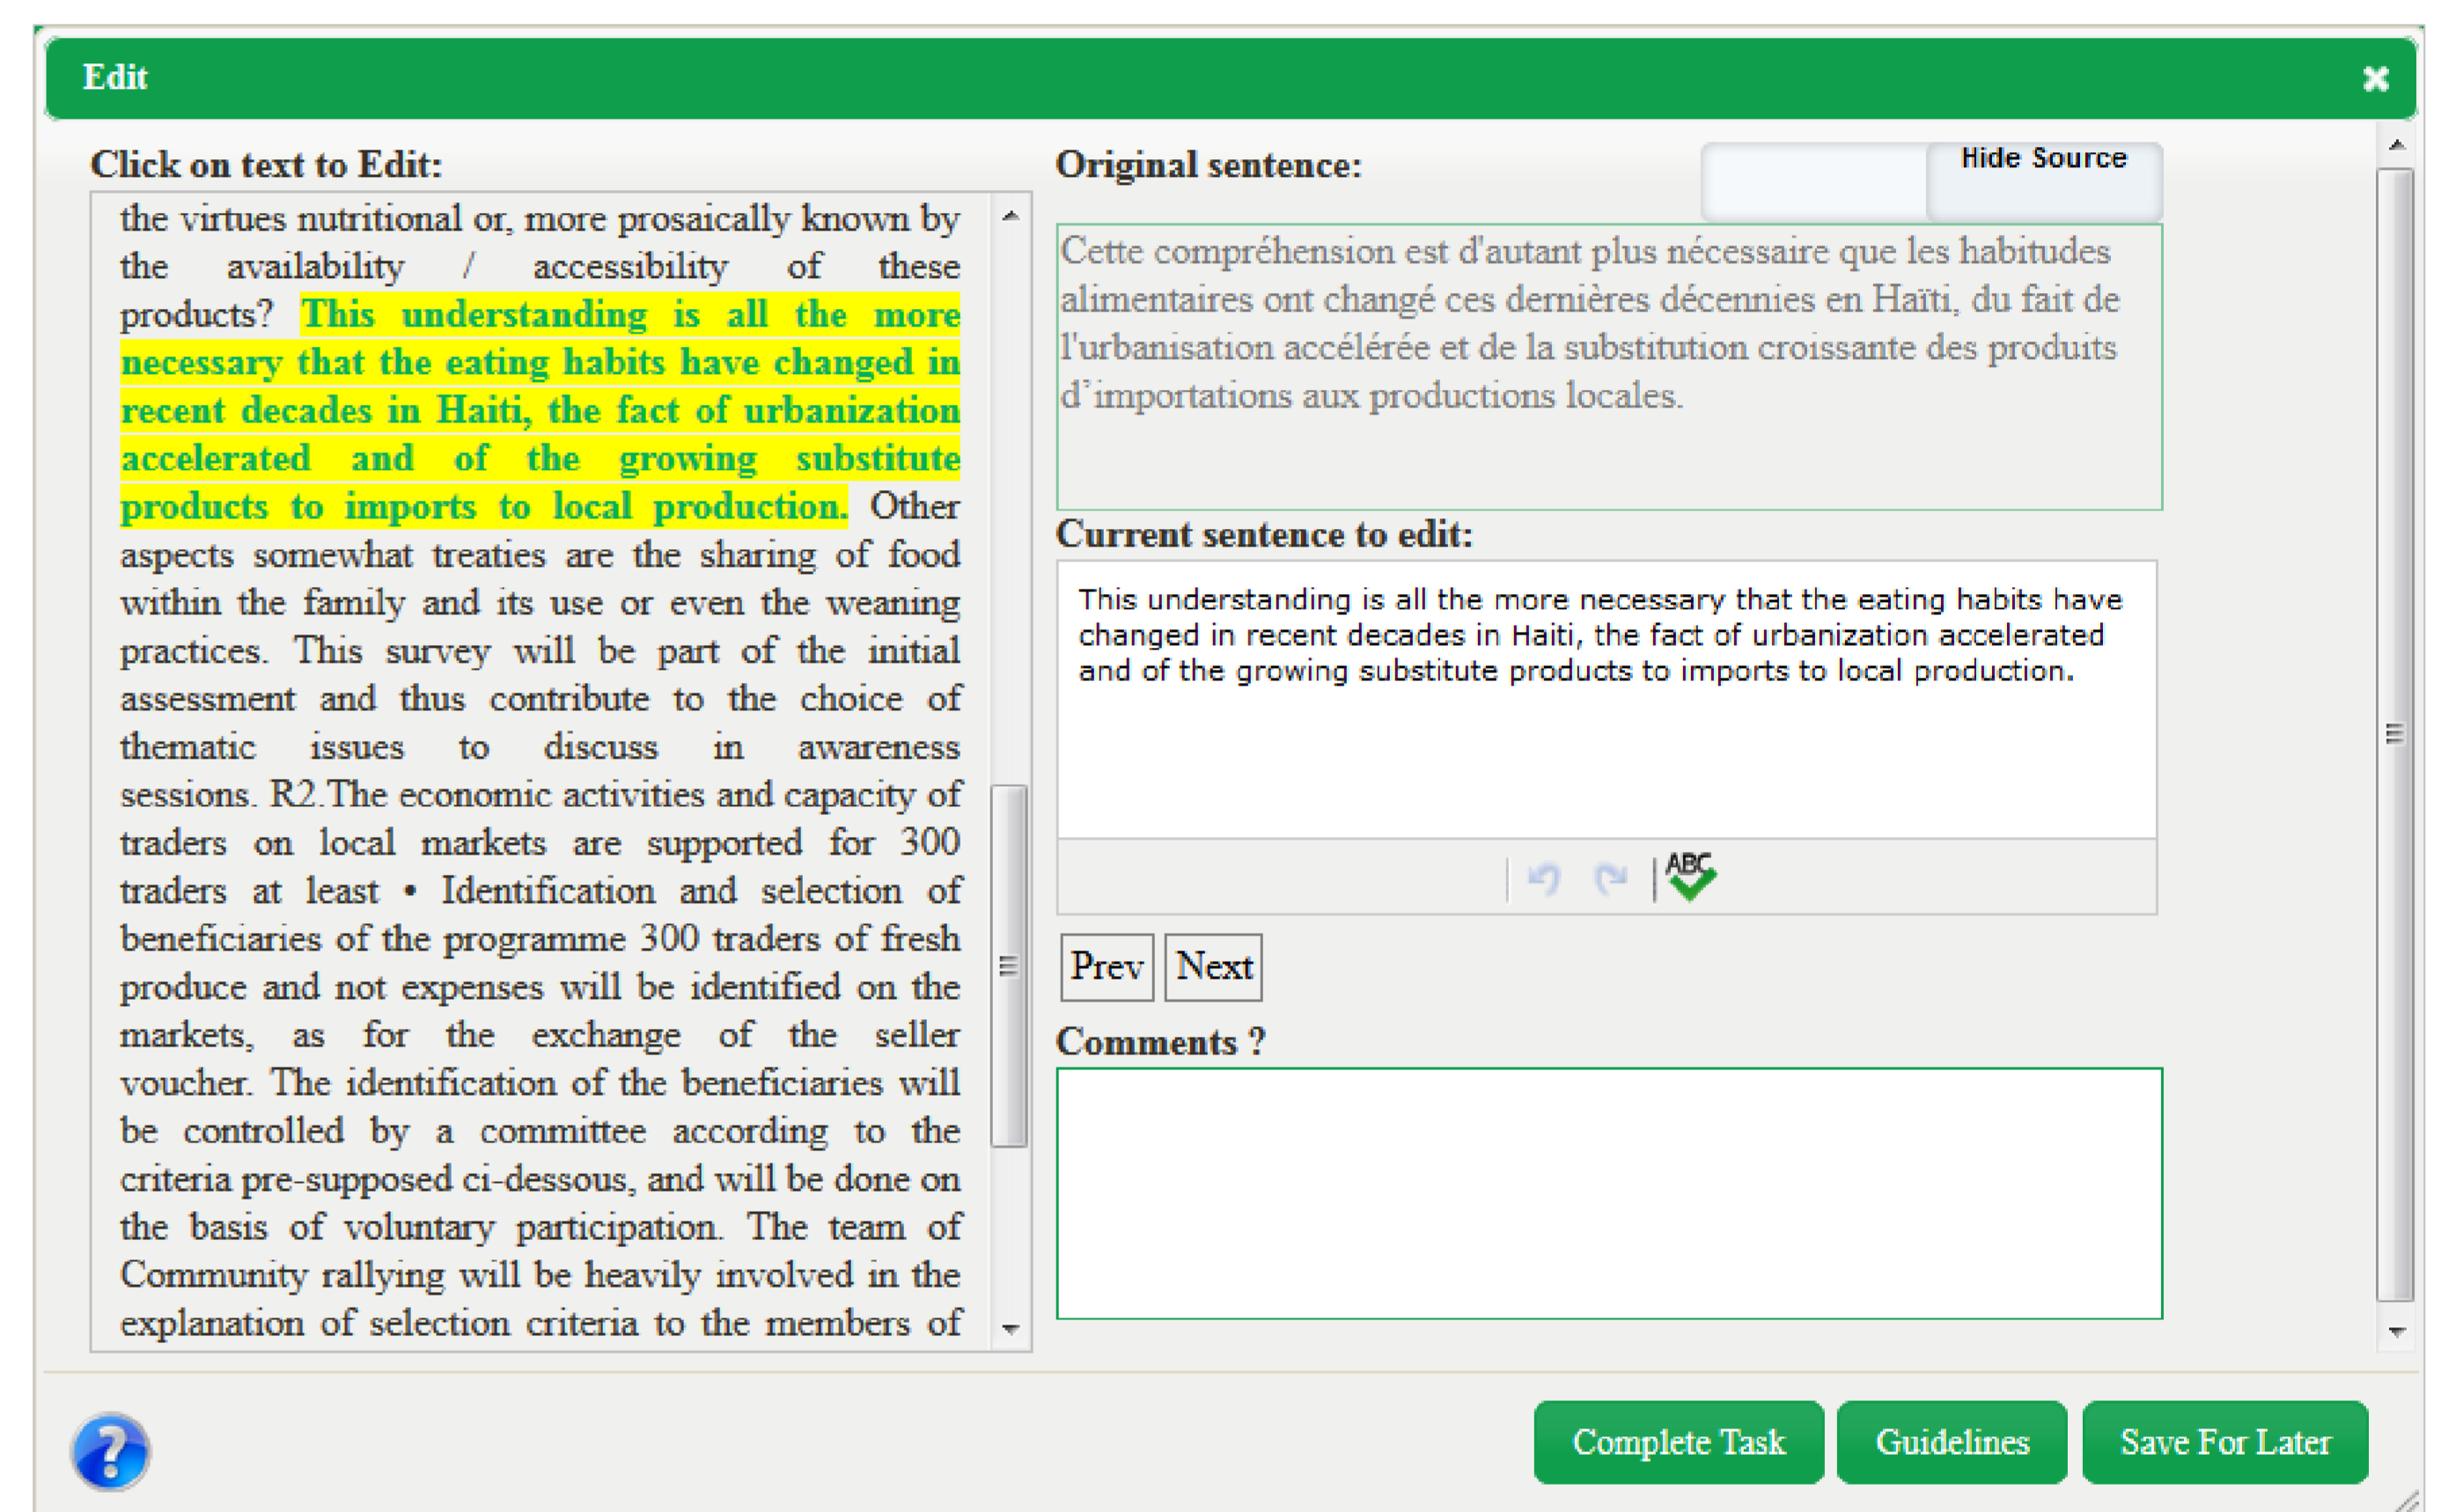 Edit
Click on text to Edit:
the virtues nutritional or, more prosaically known by
the availability / accessibility of these
products? This understanding is all the more
necessary that the eating habits have changed in
recent decades in Haiti, the fact of urbanization
accelerated and of the growing substitute
products to imports to local production. Other
aspects somewhat treaties are the sharing of food
within the family and its use or even the weaning
practices. This survey will be part of the initial
assessment and thus contribute to the choice of
thematic issues to discuss in awareness
sessions. R2.The economic activities and capacity of
traders on local markets are supported for 300
traders at least • Identification and selection of
beneficiaries of the programme 300 traders of fresh
produce and not expenses will be identified on the
markets, as for the exchange of the seller
voucher. The identification of the beneficiaries will
be controlled by a committee according to the
criteria pre-supposed ci-dessous, and will be done on
the basis of voluntary participation. The team of
Community rallying will be heavily involved in the
explanation of selection criteria to the members of
Original sentence:
Hide Source
Cette compréhension est d'autant plus nécessaire que les habitudes
alimentaires ont changé ces dernières décennies en Haïti, du fait de
l'urbanisation accélérée et de la substitution croissante des produits
d’importations aux productions locales.
Current sentence to edit:
This understanding is all the more necessary that the eating habits have
changed in recent decades in Haiti, the fact of urbanization accelerated
and of the growing substitute products to imports to local production.
ABC
Prev Next
Comments ?
?
Complete Task Guidelines Save For Later